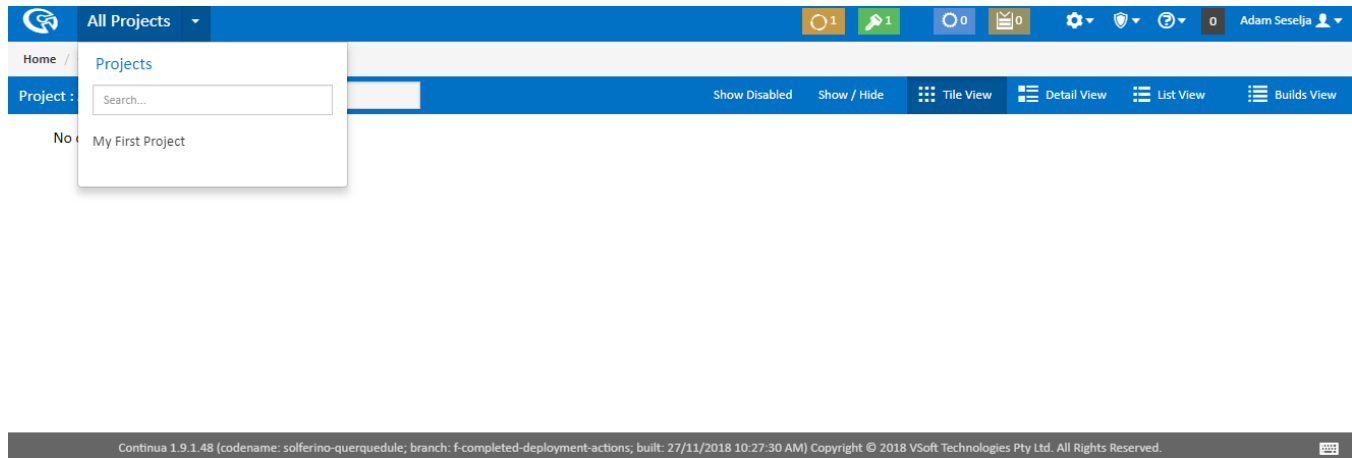 All Projects
1
1
0
0
0
Adam Seselja
Home /
Projects
Project :
Search...
Show Disabled
Show / Hide
Tile View
Detail View
List View
Builds View
No
My First Project
Continua 1.9.1.48 (codename: solferino-querquedule; branch: f-completed-deployment-actions; built: 27/11/2018 10:27:30 AM) Copyright © 2018 VSoft Technologies Pty Ltd. All Rights Reserved.